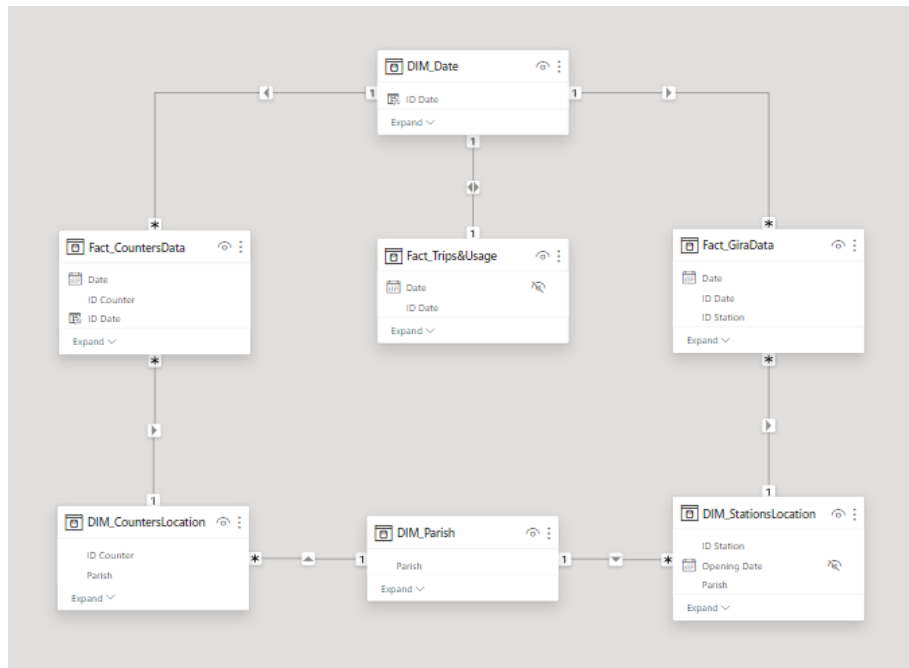 DIM_Date
ID Date
Expand
1
1
1
*
1
*
Fact_CountersData
Date
ID Counter
ID Date
Expand
Fact_Trips&Usage
Date
ID Date
Expand
Fact_GiraData
Date
ID Date
ID Station
Expand
*
*
1
1
DIM_CountersLocation
ID Counter
Parish
Expand
*
1
DIM_Parish
Parish
Expand
1
*
DIM_StationsLocation
ID Station
Opening Date
Parish
Expand